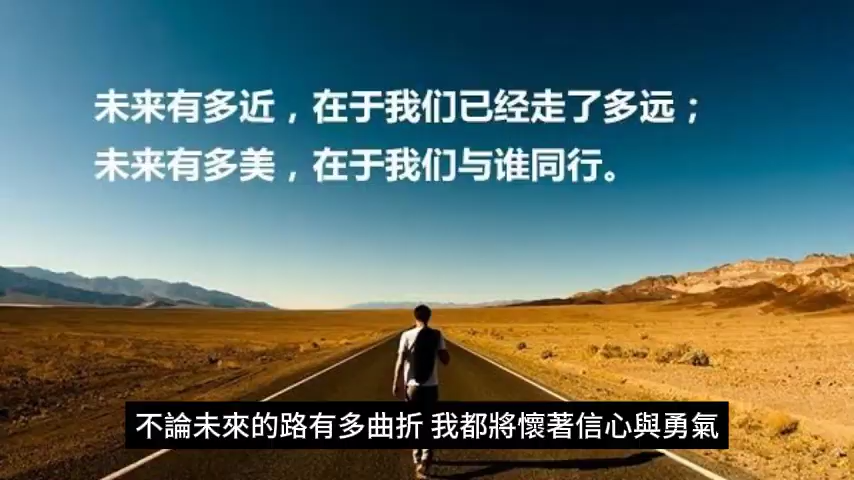 未来有多近，在于我们已经走了多远；
未来有多美，在于我们与谁同行。
不論未來的路有多曲折 我都將懷著信心與勇氣